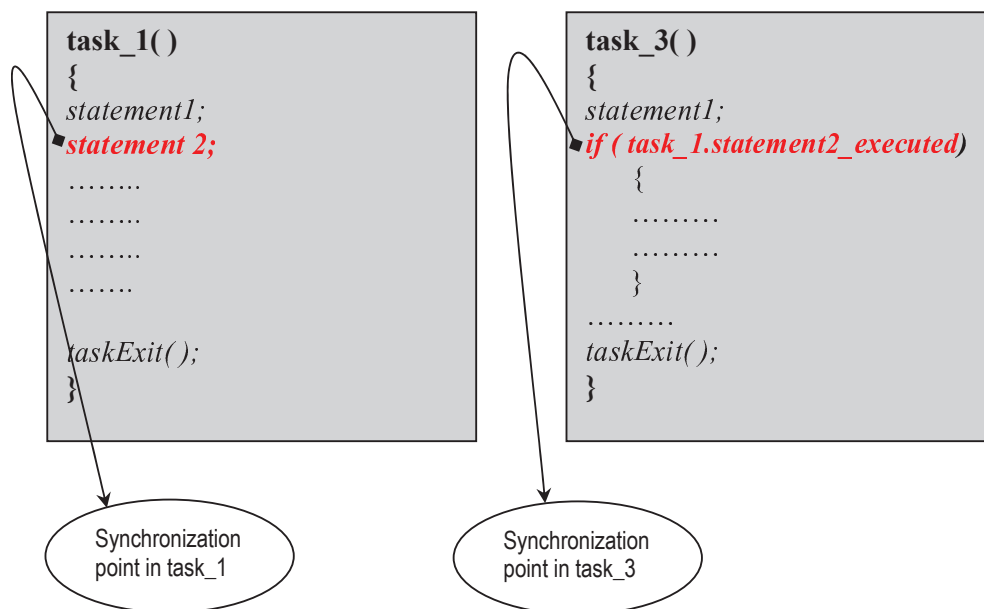 task_1( )
{
statement1;
statement 2;
……..
……..
……..
…….
taskExit( );
}
task_3( )
{
statement1;
if ( task_1.statement2_executed)
{
………
………
}
………
taskExit( );
}
Synchronization
point in task_1
Synchronization
point in task_3